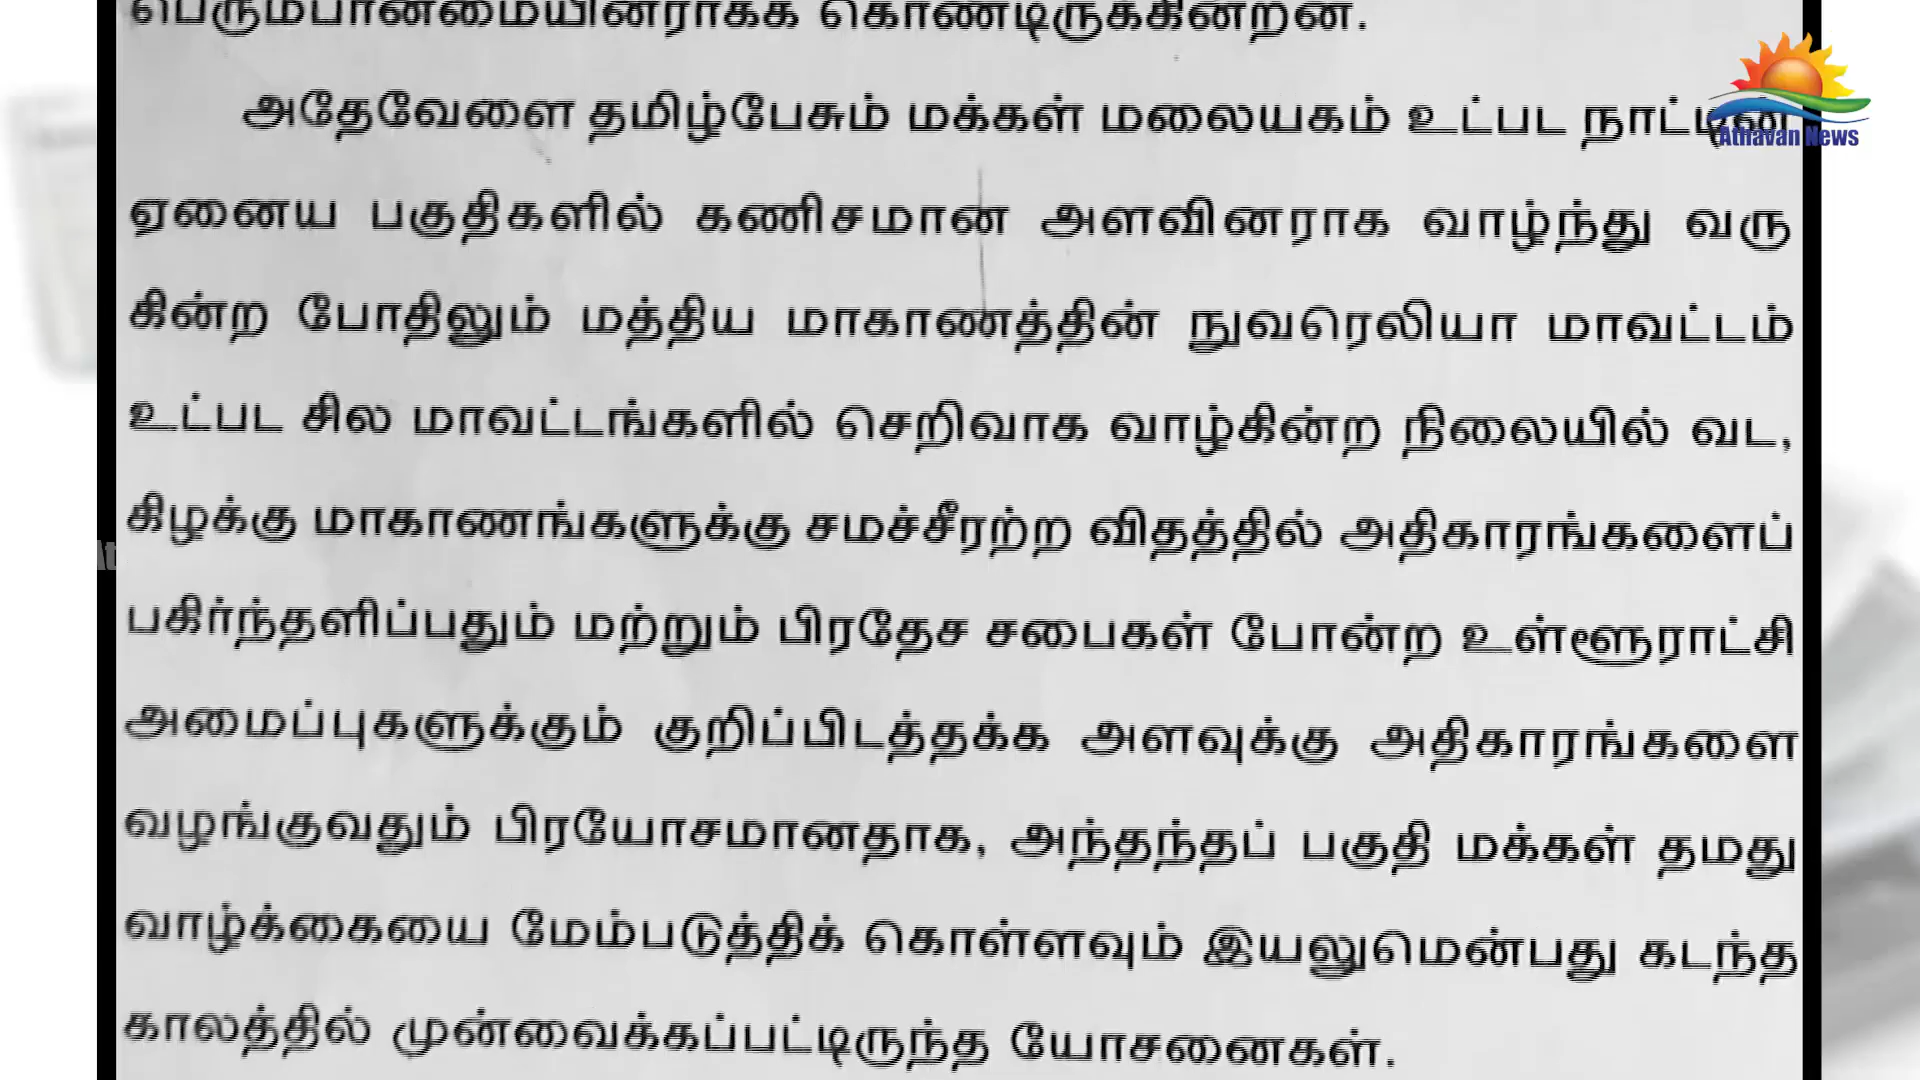 பெரும்பான்மையினராகக் கொண்டிருக்கின்றன.
அதேவேளை தமிழ்பேசும் மக்கள் மலையகம் உட்பட நாட்டின்
Athavan News
ஏனைய பகுதிகளில் கணிசமான அளவினராக வாழ்ந்து வரு
கின்ற போதிலும் மத்திய மாகாணத்தின் நுவரெலியா மாவட்டம்
உட்பட சில மாவட்டங்களில் செறிவாக வாழ்கின்ற நிலையில் வட,
கிழக்கு மாகாணங்களுக்கு சமச்சீரற்ற விதத்தில் அதிகாரங்களைப்
பகிர்ந்தளிப்பதும் மற்றும் பிரதேச சபைகள் போன்ற உள்ளூராட்சி
அமைப்புகளுக்கும் குறிப்பிடத்தக்க அளவுக்கு அதிகாரங்களை
வழங்குவதும் பிரயோசமானதாக, அந்தந்தப் பகுதி மக்கள் தமது
வாழ்க்கையை மேம்படுத்திக் கொள்ளவும் இயலுமென்பது கடந்த
காலத்தில் முன்வைக்கப்பட்டிருந்த யோசனைகள்.